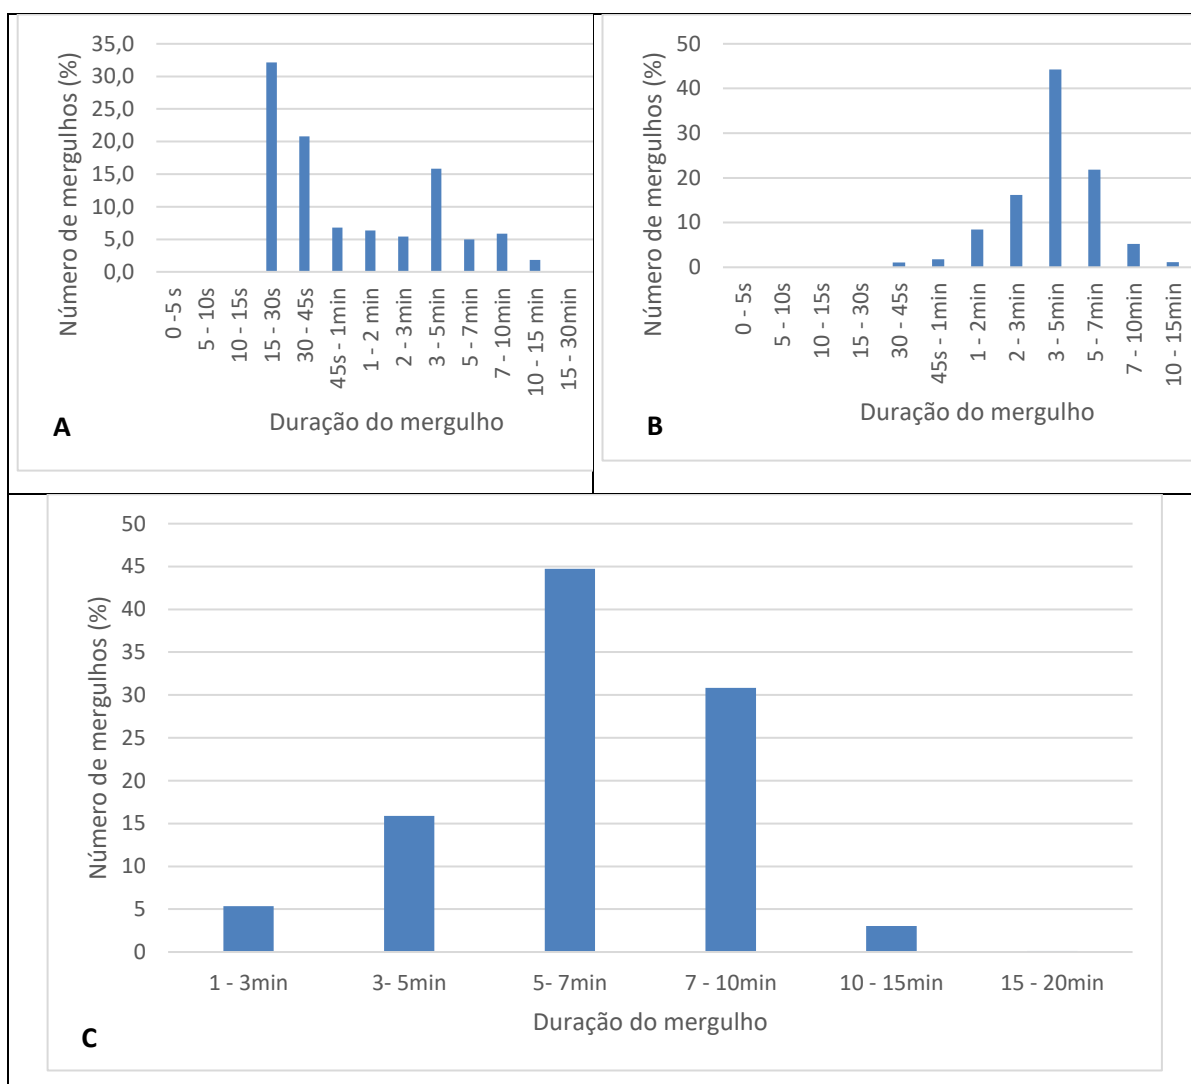 Número de mergulhos (%)
35,0
30,0
25,0
20,0
15,0
10,0
5,0
0,0
0 -5 s
5 - 10s
10 - 15s
15 - 30s
30 - 45s
45s - 1min
1 - 2 min
2 - 3min
3 - 5min
5 - 7min
7 - 10min
10 - 15 min
15 - 30min
Duração do mergulho
A
Número de mergulhos (%)
50
40
30
20
10
0
0 - 5s
5 - 10s
10 - 15s
15 - 30s
30 - 45s
45s - 1min
1 - 2min
2 - 3min
3 - 5min
5 - 7min
7 - 10min
10 - 15min
Duração do mergulho
B
Número de mergulhos (%)
50
45
40
35
30
25
20
15
10
5
0
1 - 3min 3- 5min 5- 7min 7 - 10min 10 - 15min 15 - 20min
Duração do mergulho
C